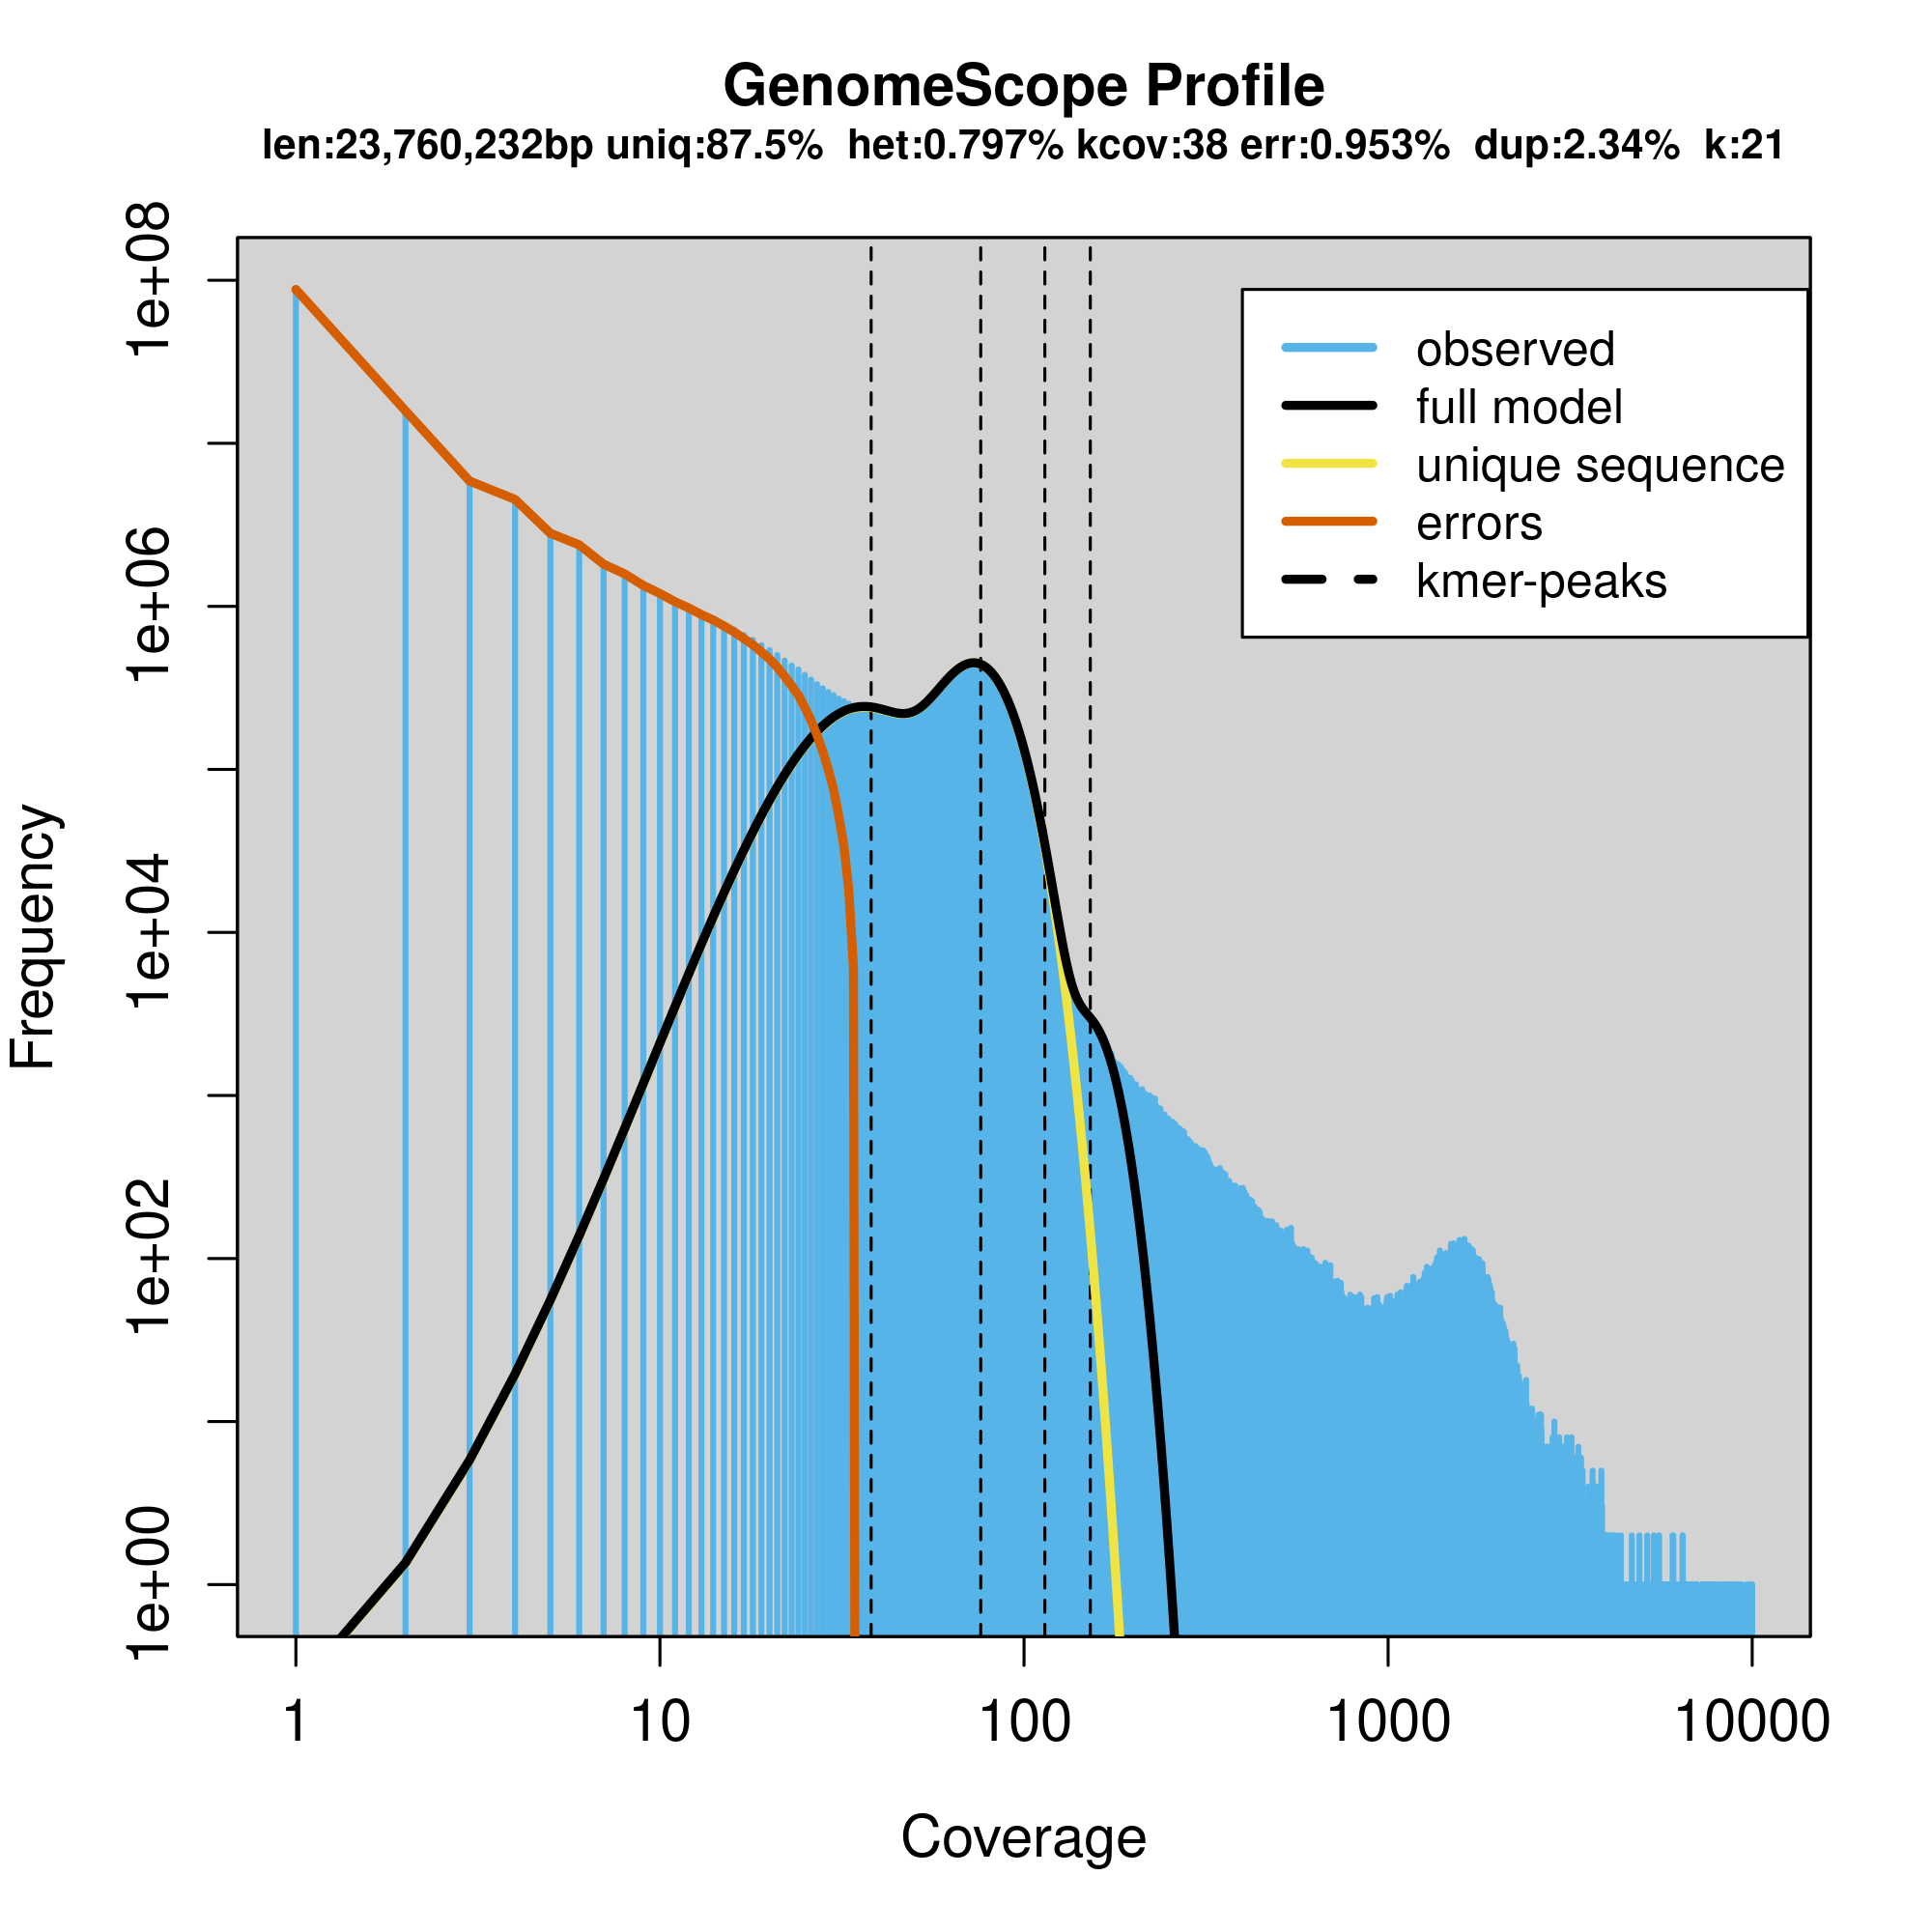 GenomeScope Profile
len:23,760,232bp uniq:87.5% het:0.797% kcov:38 err:0.953% dup:2.34% k:21
1e+08
1e+06
1e+04
1e+02
1e+00
Frequency
observed
full model
unique sequence
errors
kmer-peaks
1 10 100 1000 10000
Coverage